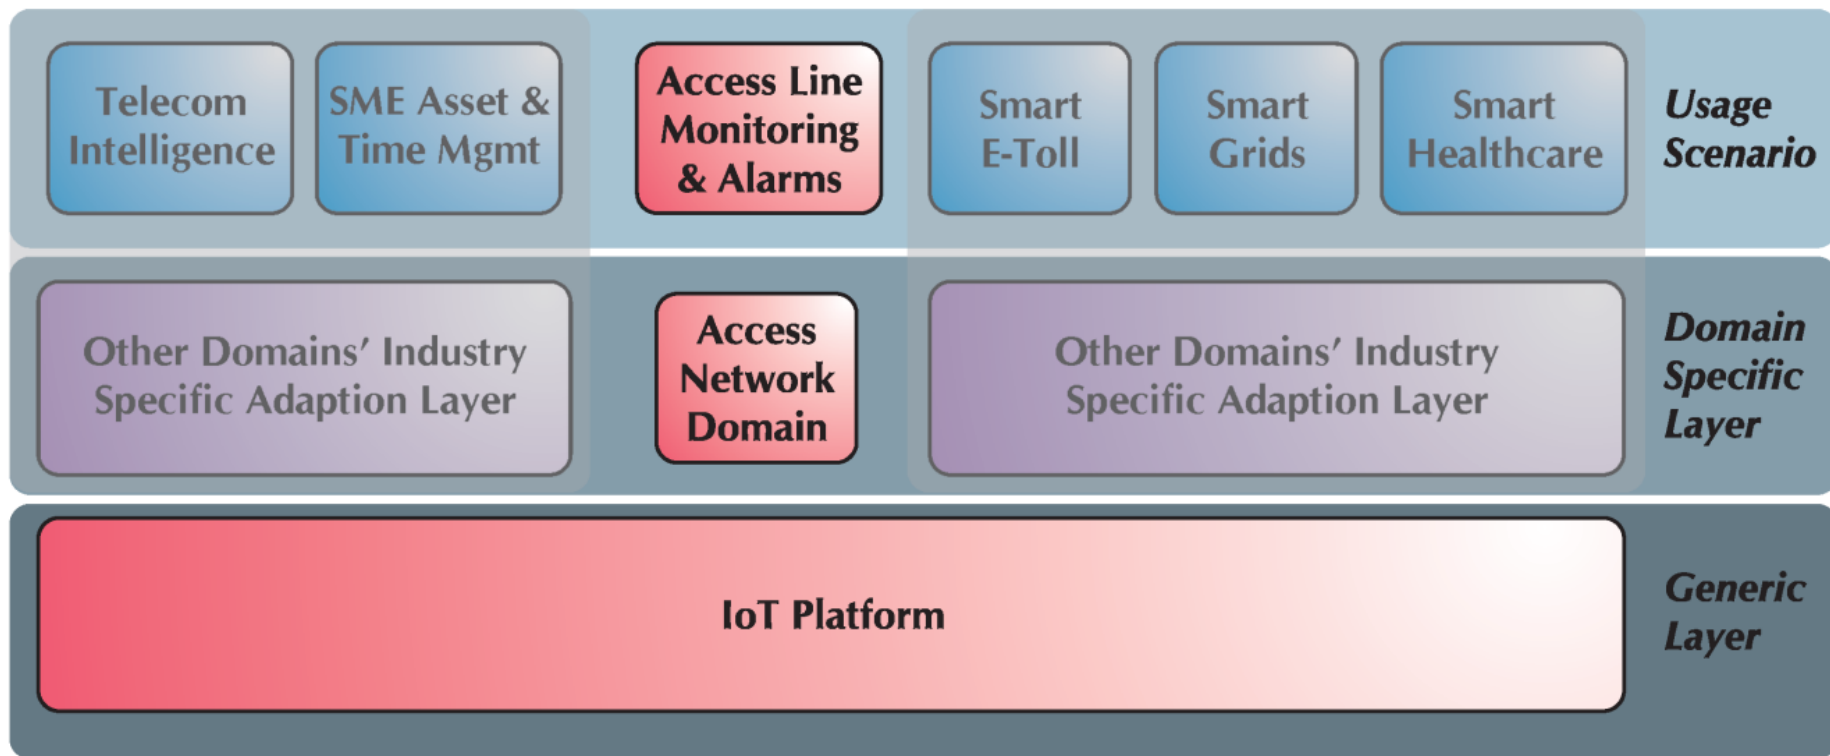 Telecom
Intelligence
SME Asset &
Time Mgmt
Access Line
Monitoring
& Alarms
Smart
E-Toll
Smart
Grids
Smart
Healthcare
Usage
Scenario
Other Domains’ Industry
Specific Adaption Layer
Access
Network
Domain
Other Domains’ Industry
Specific Adaption Layer
Domain
Specific
Layer
IoT Platform
Generic
Layer